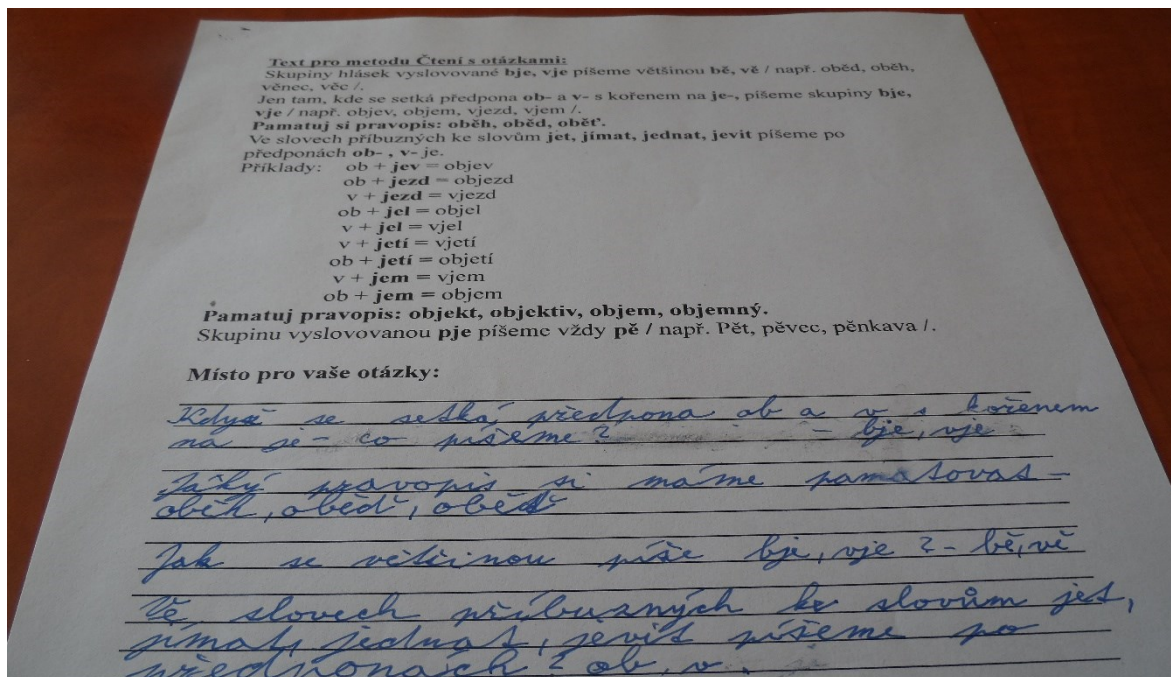 Text pro metodu Čtení s otázkami:
Skupiny hlásek vyslovované bje, vje píšeme většinou bě, vě / např. oběd, oběh,
věnec, věc /.
Jen tam, kde se setká předpona ob- a v- s kořenem na je-, píšeme skupiny bje,
vje / např. objev, objem, vjezd, vjem /.
Pamatuj si pravopis: oběh, oběd, oběť.
Ve slovech příbuzných ke slovům jet, jímat, jednat, jevit píšeme po
předponách ob- , v- je.
Příklady: ob + jev = objev
ob + jezd = objezd
v + jezd = vjezd
ob + jel = objel
v + jel = vjel
v + jetí = vjetí
ob + jetí = objetí
v + jem = vjem
ob + jem = objem
Pamatuj pravopis: objekt, objektiv, objem, objemný.
Skupinu vyslovovanou pje píšeme vždy pě / např. Pět, pěvec, pěnkava /.
Místo pro vaše otázky:
Když se setká předpona ob a v s kořenem
na je- co píšeme? - bje, vje
Jaký pravopis si máme pamatovat -
oběh, oběd, oběť
Jak se většinou píše bje, vje? - bě, vě
Ve slovech příbuzných ke slovům jet,
jímat, jednat, jevit píšeme po
předponách? ob, v.